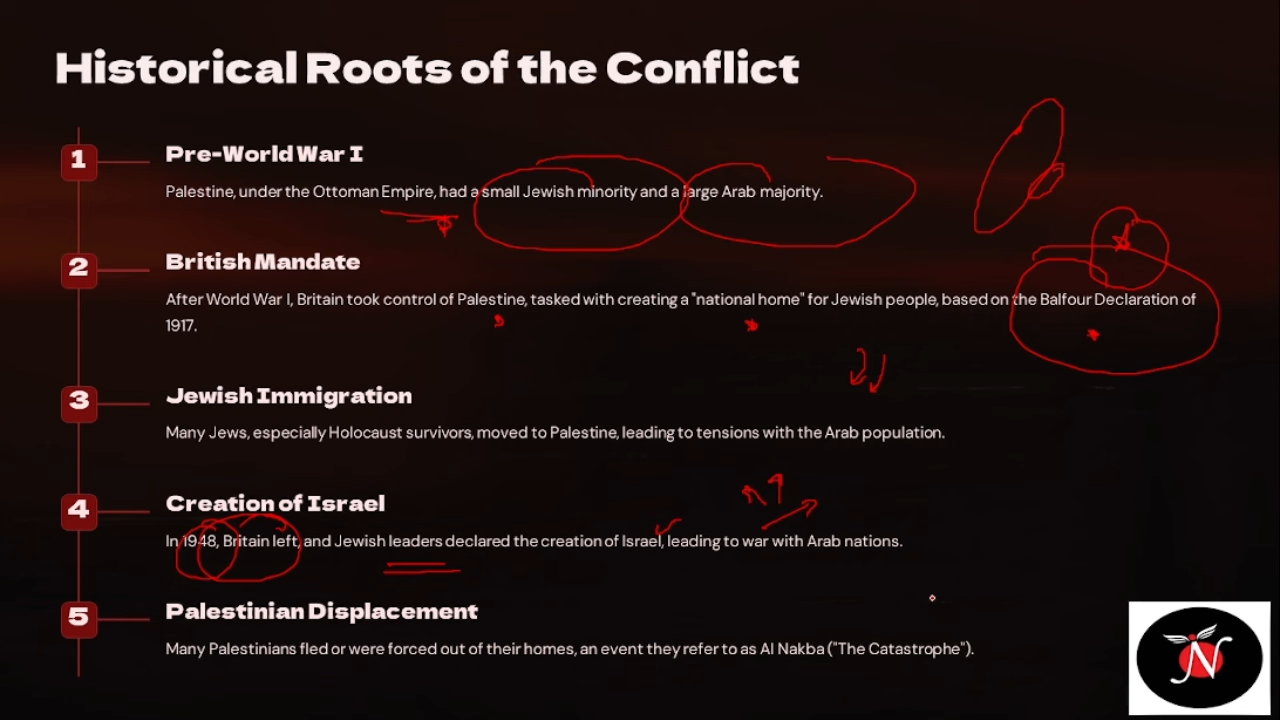 Historical Roots of the Conflict
1
Pre-World War I
Palestine, under the Ottoman Empire, had a small Jewish minority and a large Arab majority.
2
British Mandate
After World War I, Britain took control of Palestine, tasked with creating a "national home" for Jewish people, based on the Balfour Declaration of
1917.
3
Jewish Immigration
Many Jews, especially Holocaust survivors, moved to Palestine, leading to tensions with the Arab population.
4
Creation of Israel
In 1948, Britain left, and Jewish leaders declared the creation of Israel, leading to war with Arab nations.
5
Palestinian Displacement
Many Palestinians fled or were forced out of their homes, an event they refer to as Al Nakba ("The Catastrophe").
N